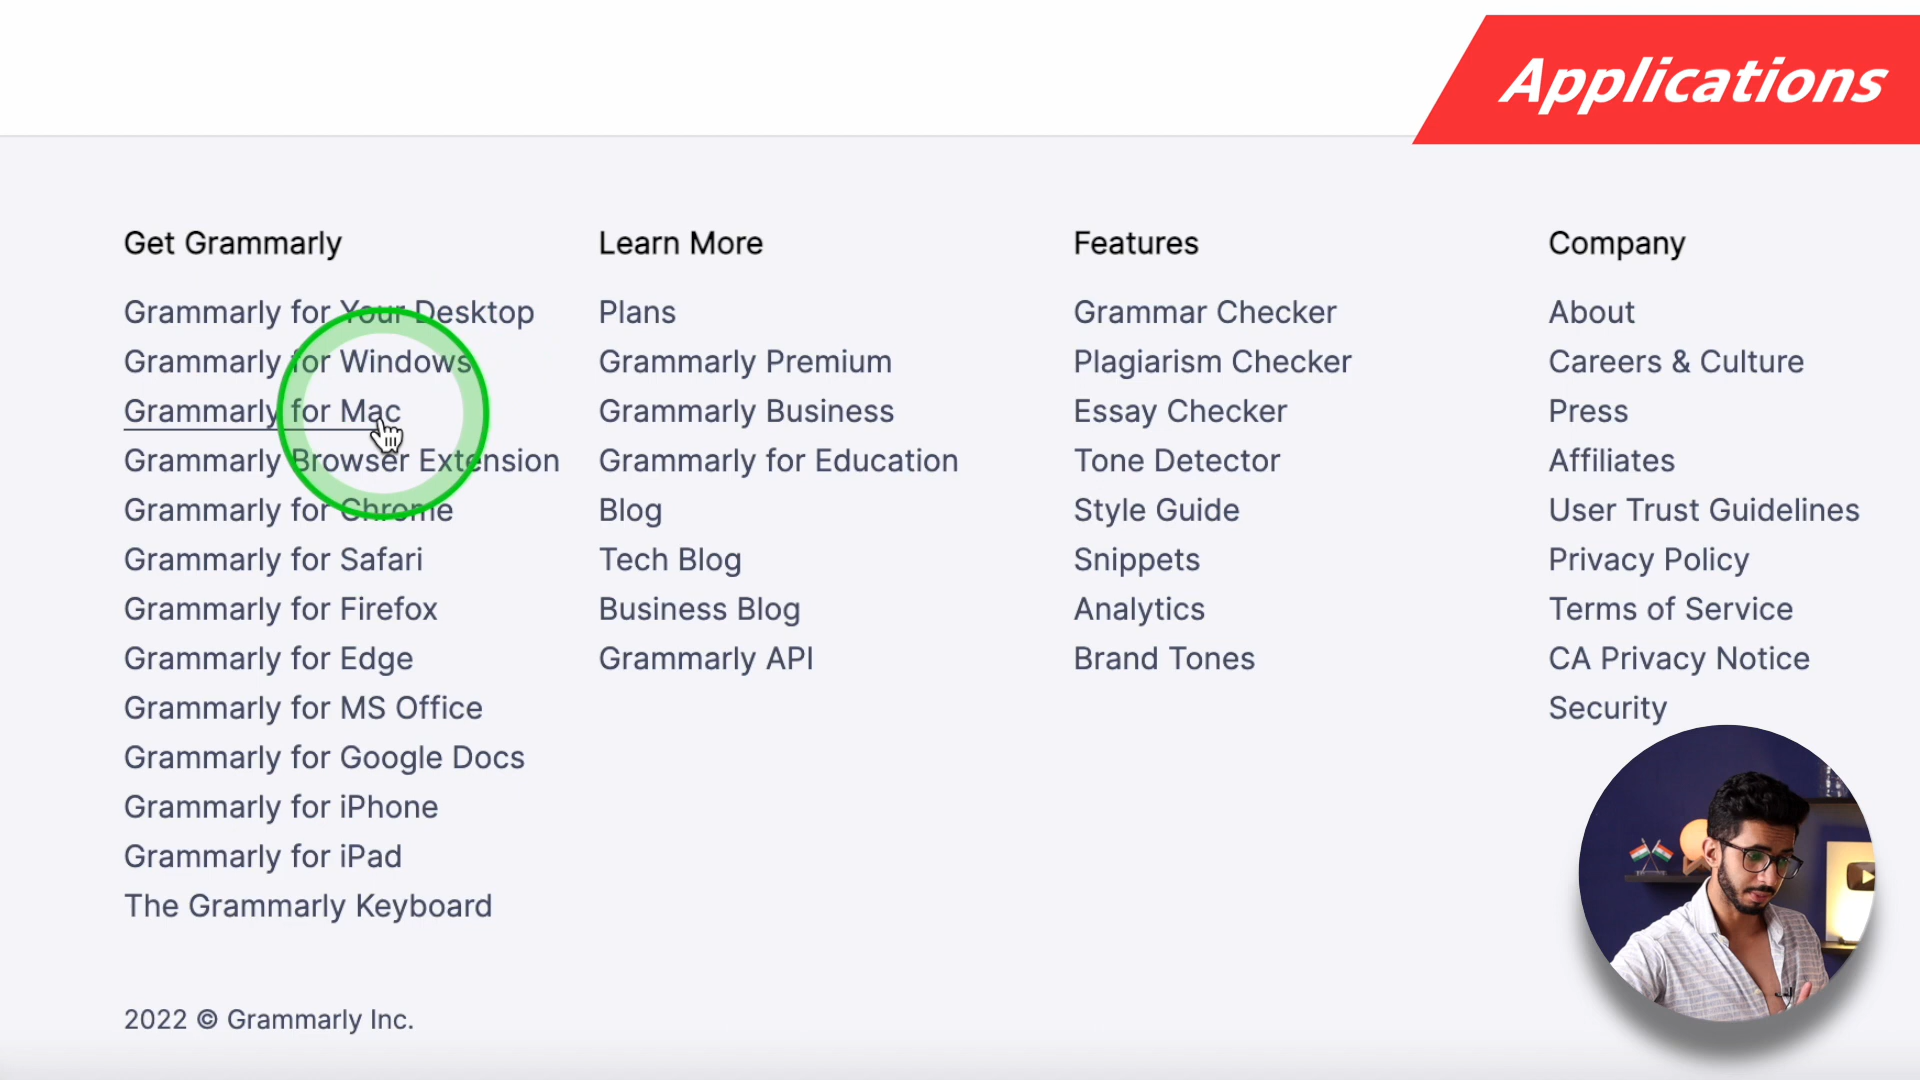 Applications
Get Grammarly
Grammarly for Your Desktop
Grammarly for Windows
Grammarly for Mac
Grammarly Browser Extension
Grammarly for Chrome
Grammarly for Safari
Grammarly for Firefox
Grammarly for Edge
Grammarly for MS Office
Grammarly for Google Docs
Grammarly for iPhone
Grammarly for iPad
The Grammarly Keyboard
Learn More
Plans
Grammarly Premium
Grammarly Business
Grammarly for Education
Blog
Tech Blog
Business Blog
Grammarly API
Features
Grammar Checker
Plagiarism Checker
Essay Checker
Tone Detector
Style Guide
Snippets
Analytics
Brand Tones
Company
About
Careers & Culture
Press
Affiliates
User Trust Guidelines
Privacy Policy
Terms of Service
CA Privacy Notice
Security
2022 © Grammarly Inc.